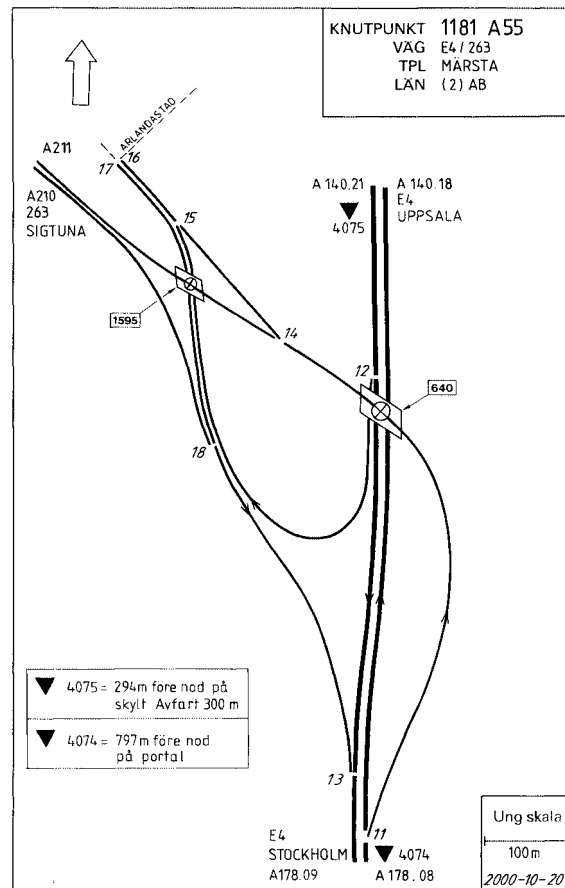 KNUTPUNKT 1181 A55
VÄG E4/263
TPL MÄRSTA
LÄN (2) AB
ARLANDASTAD
A211
17
16
A210
263
SIGTUNA
15
A 140.21
A 140.18
E4
UPPSALA
4075
1595
14
12
640
18
4075 = 294m före nod på
skylt Avfart 300 m
4074 = 797m före nod
på portal
13
11
E4
STOCKHOLM
A178.09
4074
A 178.08
Ung skala
100m
2000-10-20